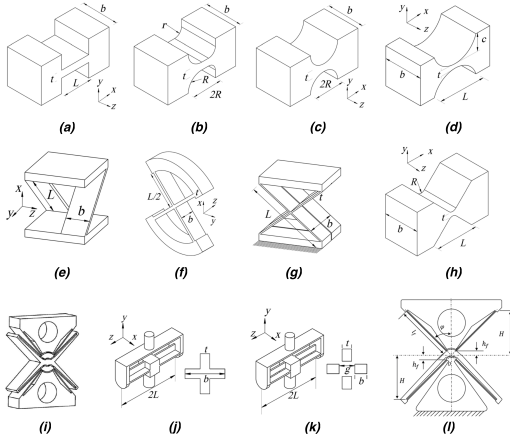 b
t
L
y
x
z
(a)
r
b
t
R
2R
y
x
z
(b)
b
t
2R
y
x
z
(c)
y
x
z
c
b
t
L
(d)
x
y
z
L
b
(e)
L/2
t
b
x
z
y
(f)
t
L
b
(g)
y
x
z
R
t
b
L
(h)
(i)
y
z
x
2L
t
b
(j)
y
z
x
2L
t
g
b
(k)
φ
H
h_f
h_f
H
(l)